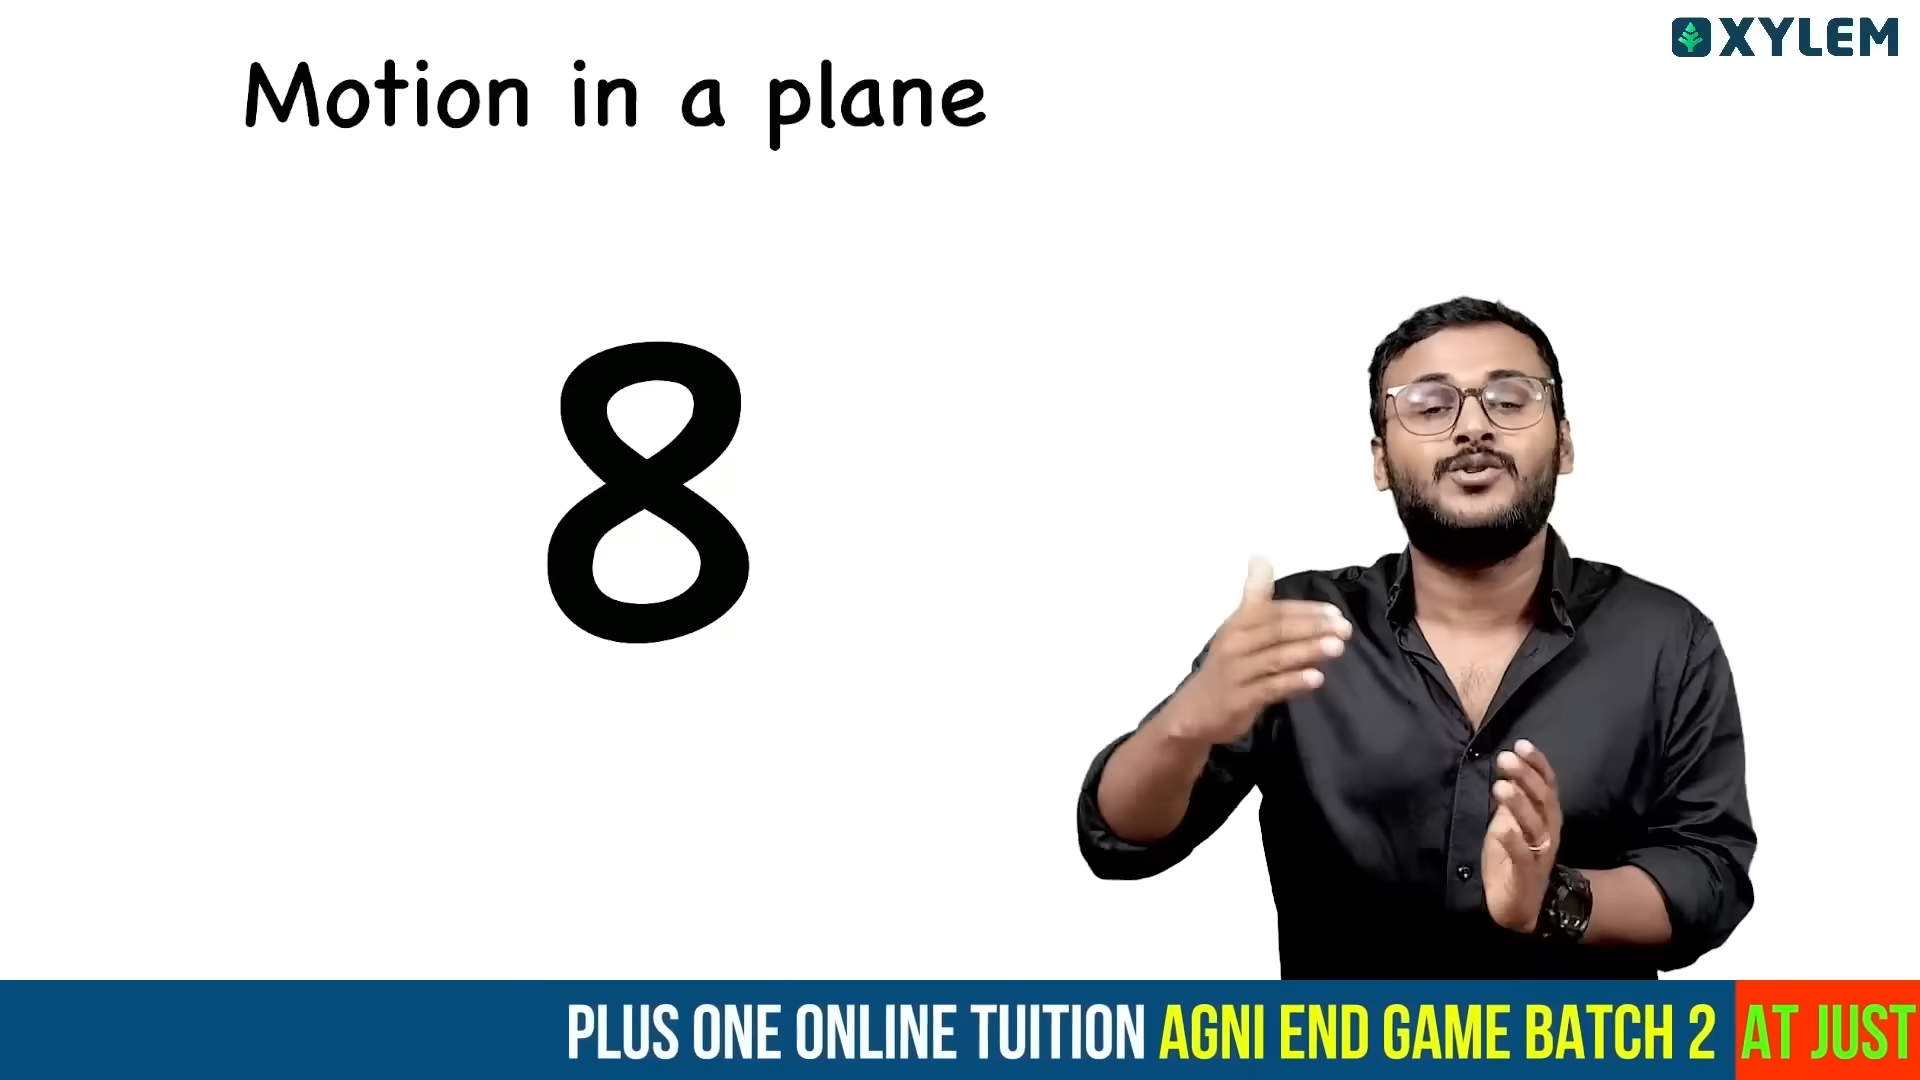 XYLEM
Motion in a plane
8
PLUS ONE ONLINE TUITION AGNI END GAME BATCH 2 AT JUST